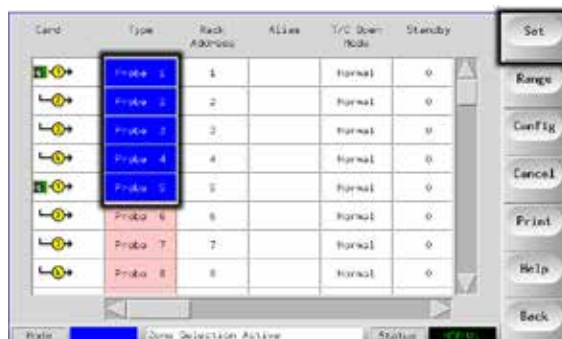 Card Type Rack Address Alias T/C Open Mode Standby
Probe 1 1 Normal 0
Probe 2 2 Normal 0
Probe 3 3 Normal 0
Probe 4 4 Normal 0
Probe 5 5 Normal 0
Probe 6 6 Normal 0
Probe 7 7 Normal 0
Probe 8 8 Normal 0
Set
Range
Config
Cancel
Print
Help
Back
Mode Zone Selection Active Status NORMAL